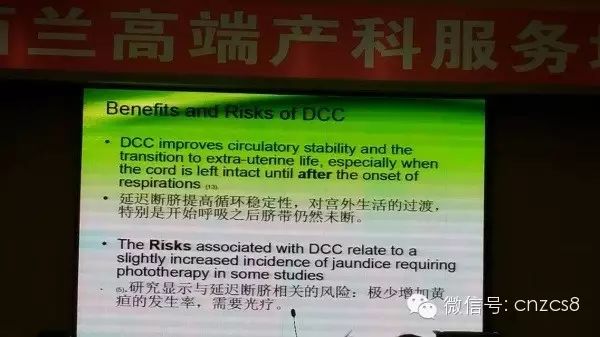 兰高端产科服务
Benefits and Risks of DCC
• DCC improves circulatory stability and the
transition to extra-uterine life, especially when
the cord is left intact until after the onset of
respirations (13).
• 延迟断脐提高循环稳定性，对宫外生活的过渡，
特别是开始呼吸之后脐带仍然未断。
• The Risks associated with DCC relate to a
slightly increased incidence of jaundice requiring
phototherapy in some studies
• (5).研究显示与延迟断脐相关的风险：极少增加黄
疸的发生率，需要光疗。
微信号: cnzcs8